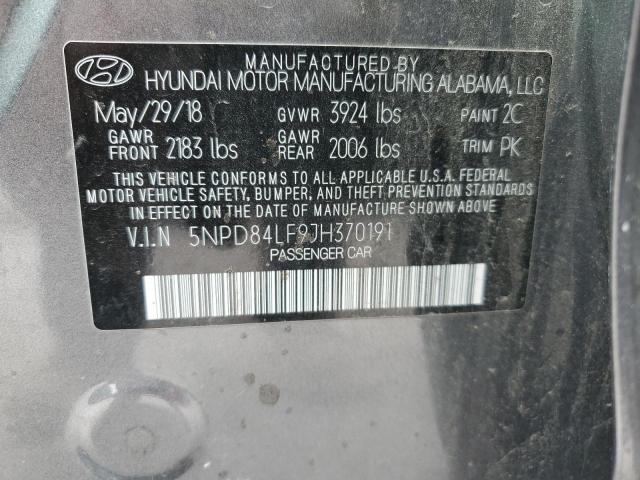 MANUFACTURED BY
HYUNDAI MOTOR MANUFACTURING ALABAMA, LLC
May/29/18 GVWR 3924 lbs PAINT 2C
GAWR FRONT 2183 lbs GAWR REAR 2006 lbs TRIM PK
THIS VEHICLE CONFORMS TO ALL APPLICABLE U.S.A. FEDERAL
MOTOR VEHICLE SAFETY, BUMPER, AND THEFT PREVENTION STANDARDS
IN EFFECT ON THE DATE OF MANUFACTURE SHOWN ABOVE.
V.I.N 5NPD84LF9JH370191
PASSENGER CAR